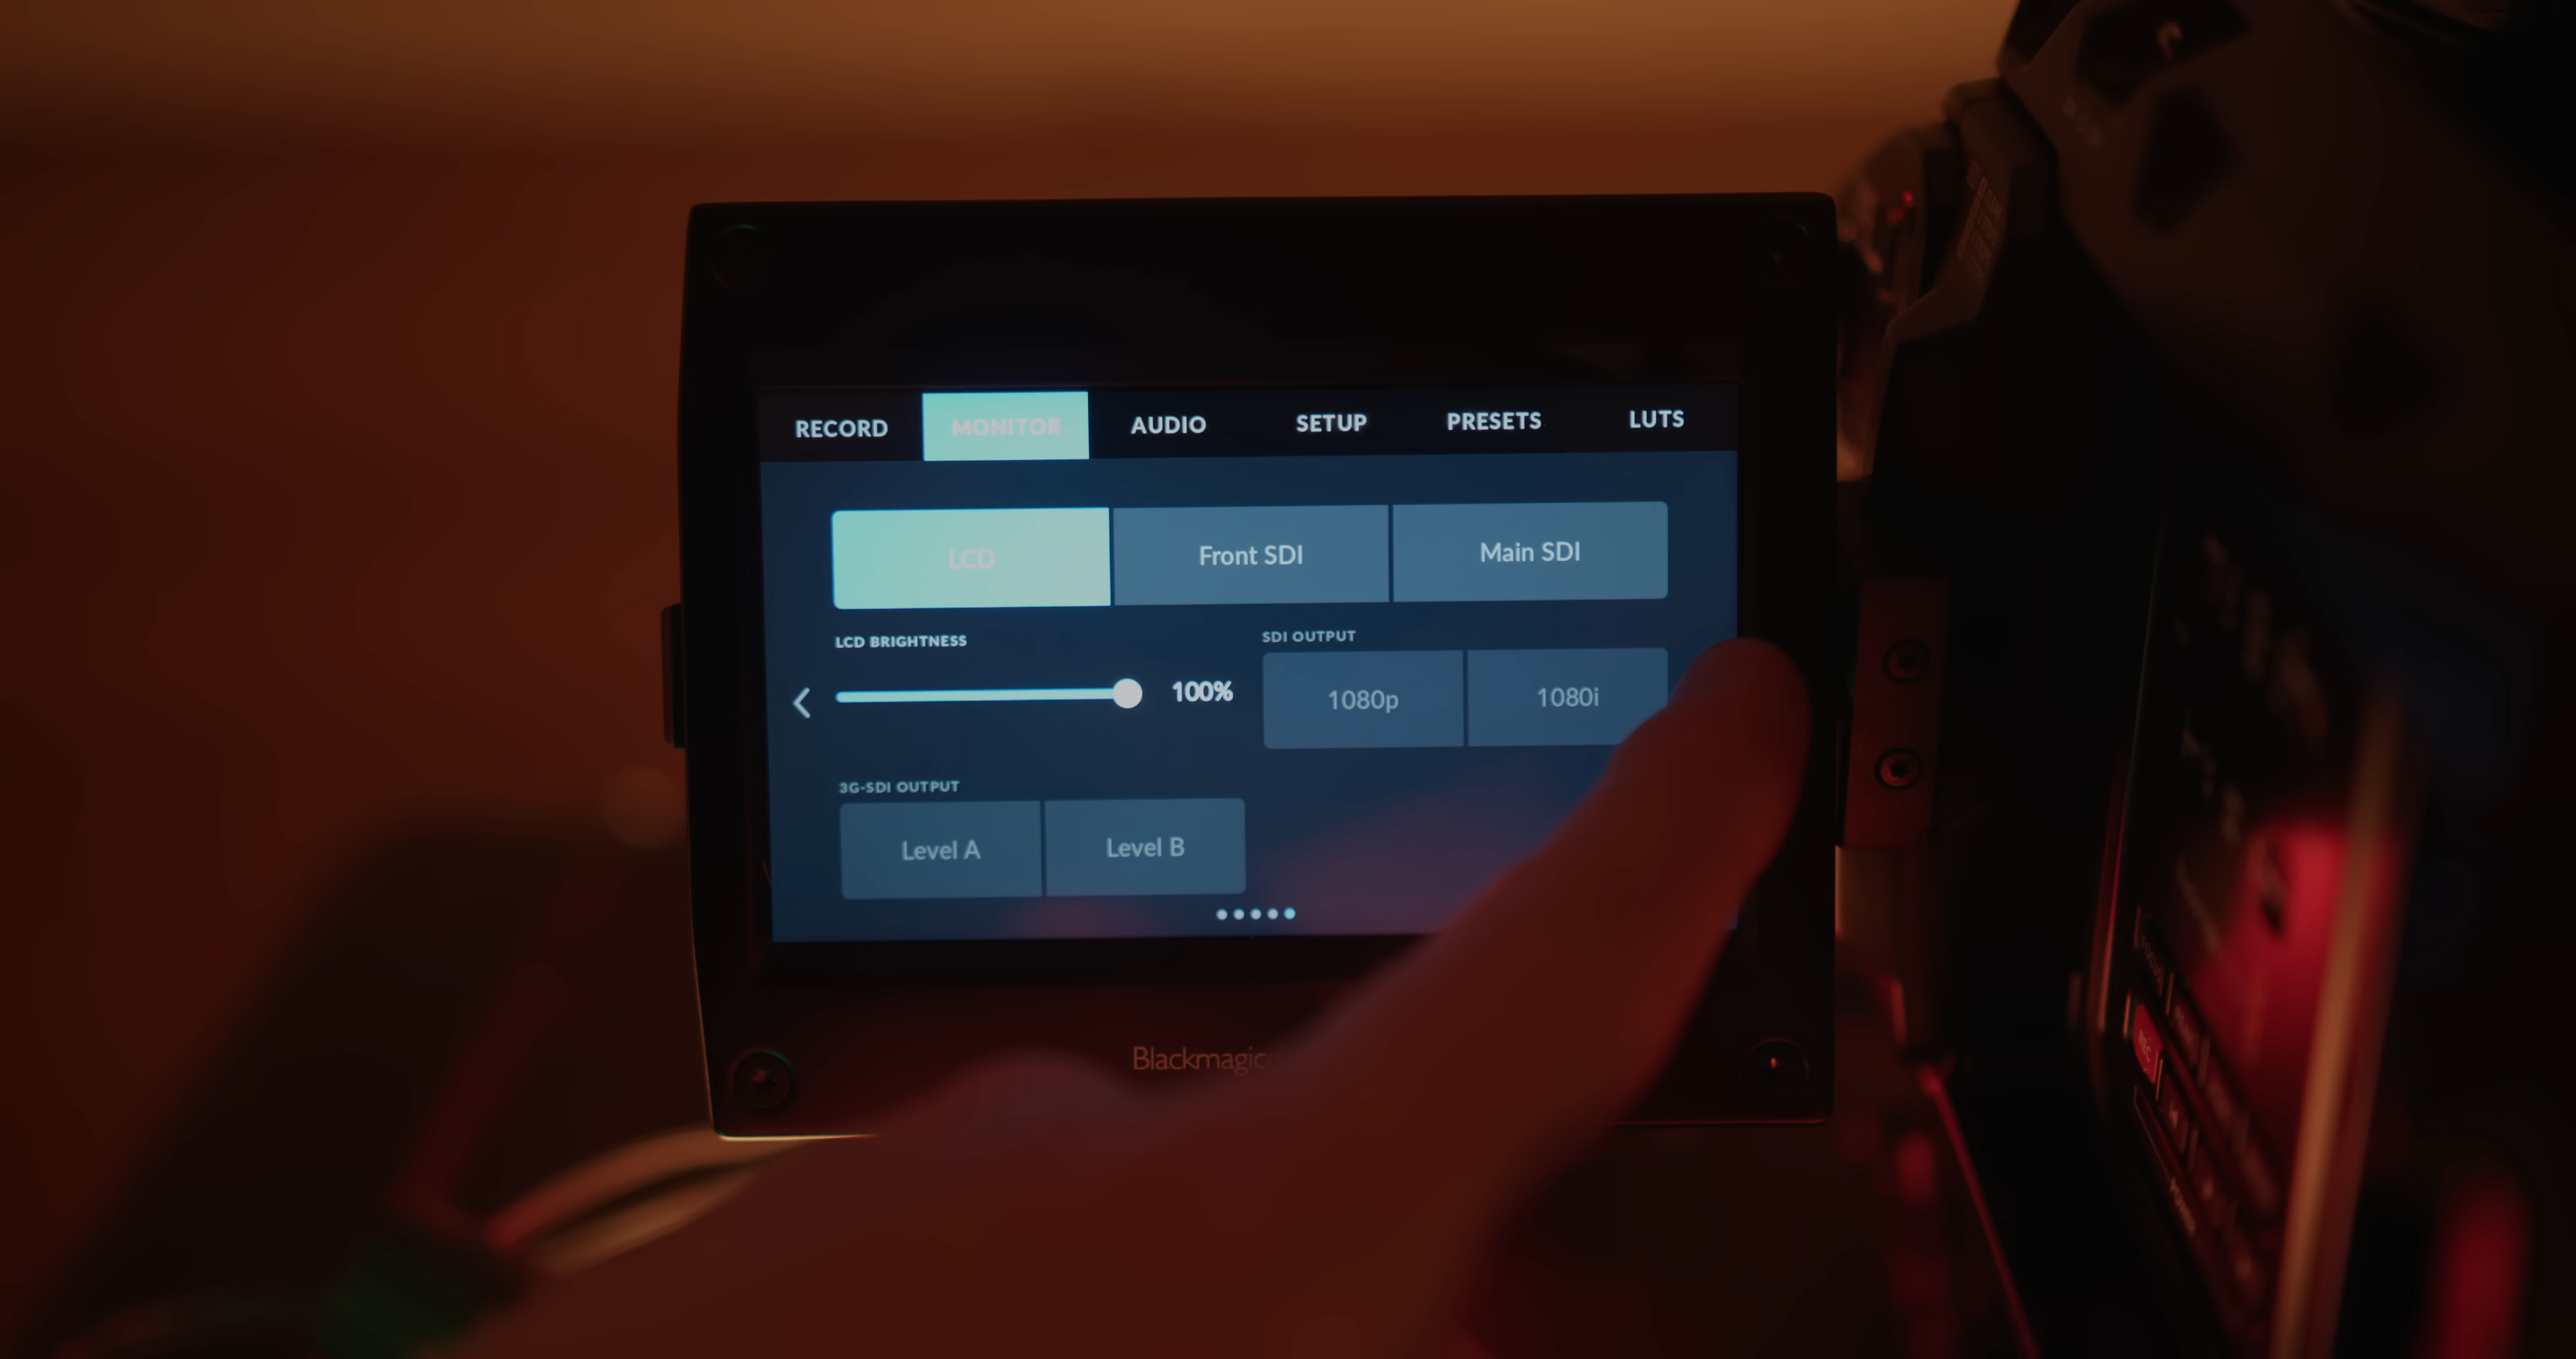 RECORD MONITOR AUDIO SETUP PRESETS LUTS
LCD Front SDI Main SDI
LCD BRIGHTNESS SDI OUTPUT
100% 1080p 1080i
3G-SDI OUTPUT
Level A Level B
Blackmagic